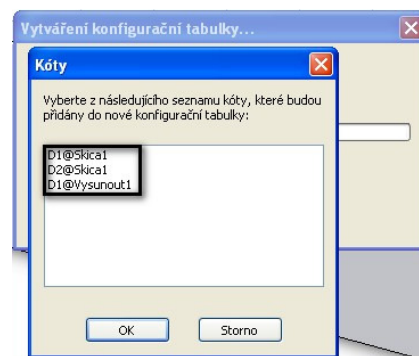 Vytváření konfigurační tabulky...
Kóty
Vyberte z následujícího seznamu kóty, které budou
přidány do nové konfigurační tabulky:
D1@Skica1
D2@Skica1
D1@Vysunout1
OK
Storno